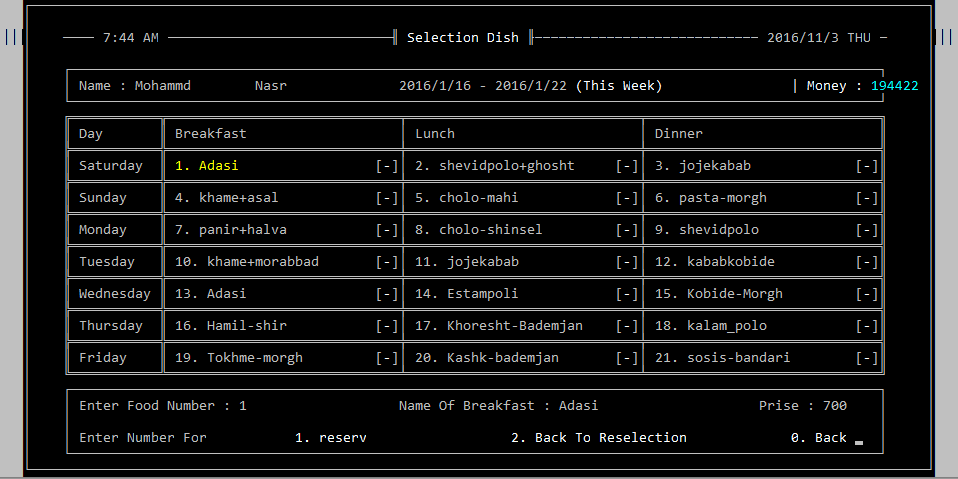 7:44 AM Selection Dish 2016/11/3 THU
Name : Mohammd Nasr 2016/1/16 - 2016/1/22 (This Week) | Money : 194422
Day Breakfast Lunch Dinner
Saturday 1. Adasi [-] 2. shevidpolo+ghosht [-] 3. jojekabab [-]
Sunday 4. khame+asal [-] 5. cholo-mahi [-] 6. pasta-morgh [-]
Monday 7. panir+halva [-] 8. cholo-shinsel [-] 9. shevidpolo [-]
Tuesday 10. khame+morabbad [-] 11. jojekabab [-] 12. kababkobide [-]
Wednesday 13. Adasi [-] 14. Estampoli [-] 15. Kobide-Morgh [-]
Thursday 16. Hamil-shir [-] 17. Khoresht-Bademjan [-] 18. kalam_polo [-]
Friday 19. Tokhme-morgh [-] 20. Kashk-bademjan [-] 21. sosis-bandari [-]
Enter Food Number : 1 Name Of Breakfast : Adasi Prise : 700
Enter Number For 1. reserv 2. Back To Reselection 0. Back _